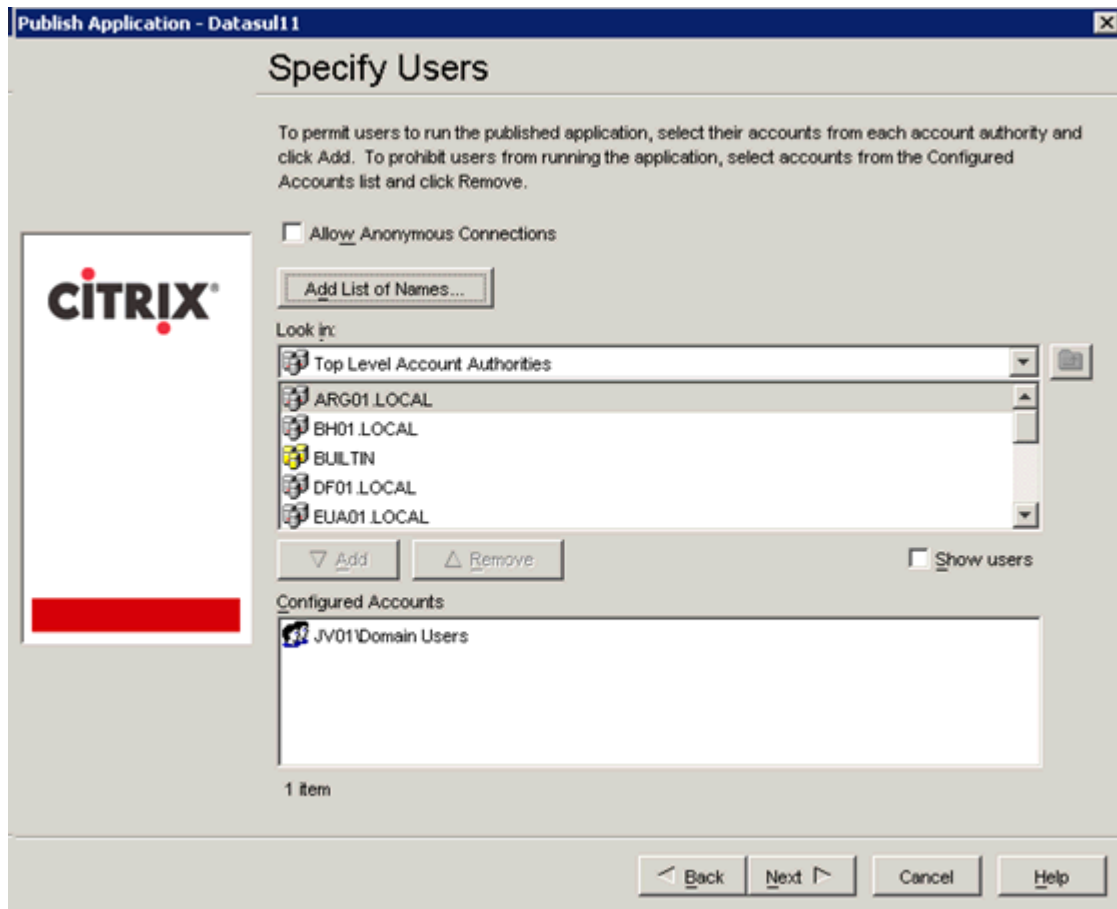 Publish Application - Datasul11
Specify Users
To permit users to run the published application, select their accounts from each account authority and
click Add. To prohibit users from running the application, select accounts from the Configured
Accounts list and click Remove.
Allow Anonymous Connections
CİTRIX®
Add List of Names...
Look in:
Top Level Account Authorities
ARG01.LOCAL
BH01.LOCAL
BUILTIN
DF01.LOCAL
EUA01.LOCAL
Add
Remove
Show users
Configured Accounts
JV01\Domain Users
1 item
Back
Next
Cancel
Help